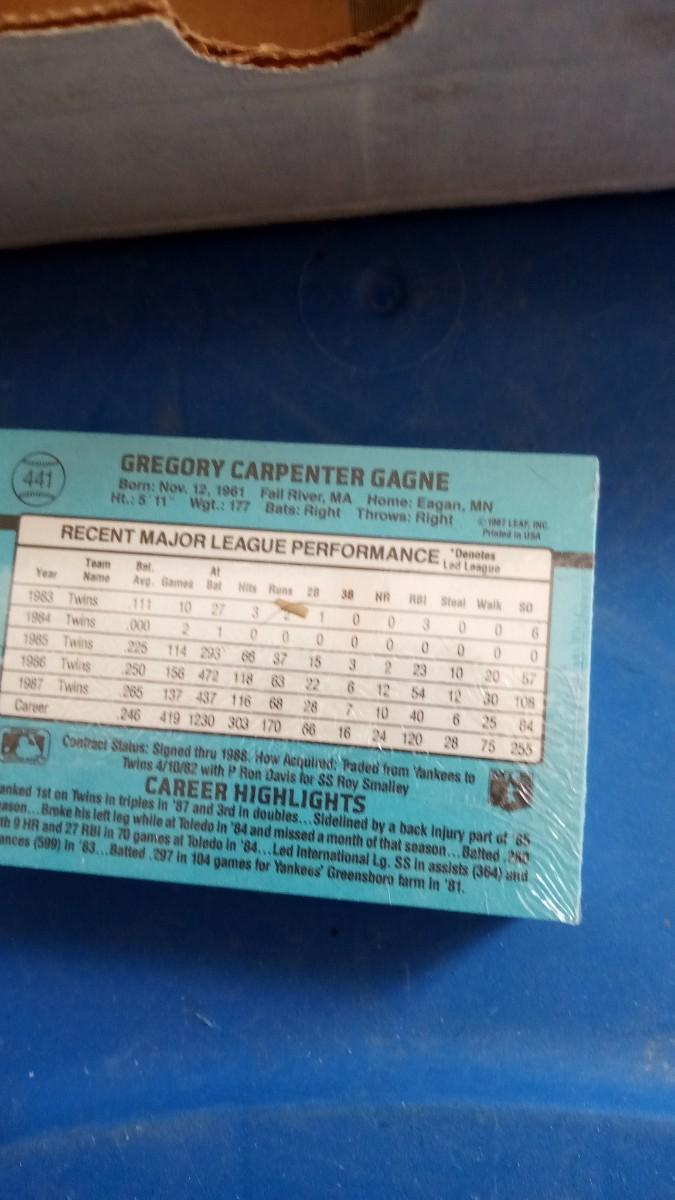 441
GREGORY CARPENTER GAGNE
Born: Nov. 12, 1961 Fall River, MA Home: Eagan, MN
Ht.: 5' 11" Wgt.: 177 Bats: Right Throws: Right
© 1987 LEAF, INC.
Printed in USA
RECENT MAJOR LEAGUE PERFORMANCE *Denotes
Led League
Year Team Name Bat. Avg. Games At Bat Hits Runs 2B 3B HR RBI Steal Walk SO
1983 Twins .111 10 27 3 2 1 0 0 3 0 0 6
1984 Twins .000 2 1 0 0 0 0 0 0 0 0 0
1985 Twins .225 114 293 66 37 15 3 2 23 10 20 57
1986 Twins .250 156 472 118 63 22 6 12 54 12 30 108
1987 Twins .265 137 437 116 68 28 7 10 40 6 25 84
Career .246 419 1230 303 170 66 16 24 120 28 75 255
Contract Status: Signed thru 1988. How Acquired: Traded from Yankees to
Twins 4/10/82 with P Ron Davis for SS Roy Smalley
CAREER HIGHLIGHTS
anked 1st on Twins in triples in '87 and 3rd in doubles...Sidelined by a back injury part of '85
ason...Broke his left leg while at Toledo in '84 and missed a month of that season...Batted .280
th 9 HR and 27 RBI in 70 games at Toledo in '84...Led International Lg. SS in assists (364) and
ances (599) in '83...Batted .297 in 104 games for Yankees' Greensboro farm in '81.